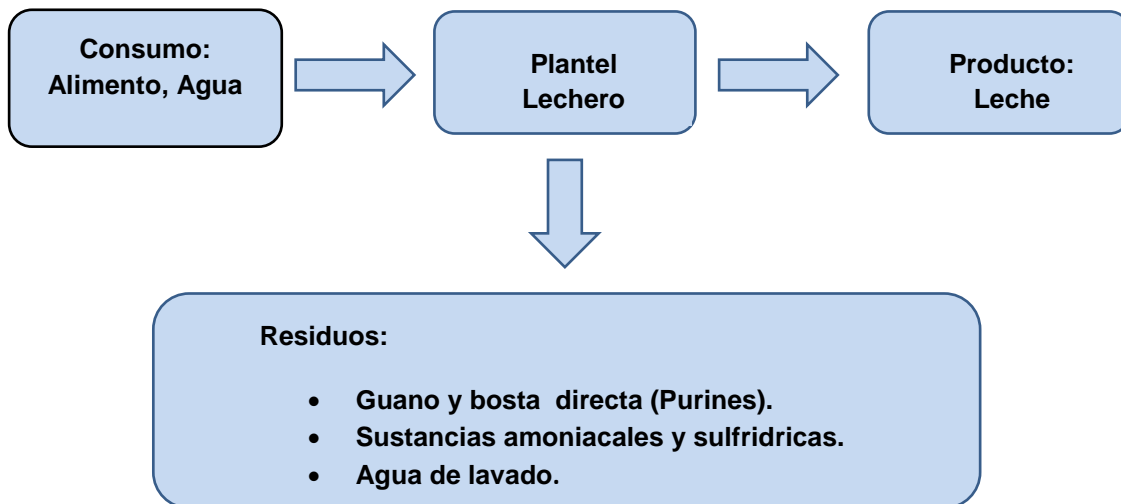 Consumo:
Alimento, Agua
Plantel
Lechero
Producto:
Leche
Residuos:
• Guano y bosta directa (Purines).
• Sustancias amoniacales y sulfridricas.
• Agua de lavado.